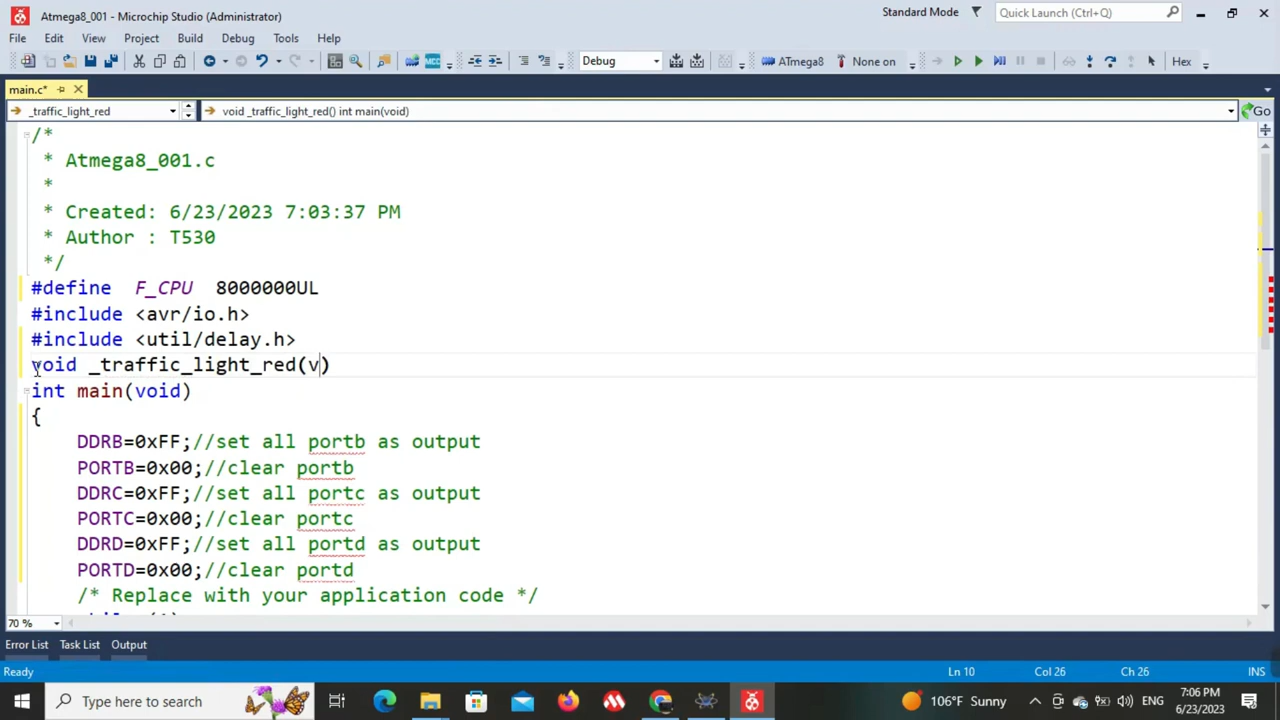 Atmega8_001 - Microchip Studio (Administrator)
Standard Mode
Quick Launch (Ctrl+Q)
File Edit View Project Build Debug Tools Help
MCC
Debug
ATmega8
None on
Hex
main.c*
_traffic_light_red
void _traffic_light_red() int main(void)
Go
/*
* Atmega8_001.c
*
* Created: 6/23/2023 7:03:37 PM
* Author : T530
*/
#define F_CPU 8000000UL
#include <avr/io.h>
#include <util/delay.h>
void _traffic_light_red(v)
int main(void)
{
DDRB=0xFF;//set all portb as output
PORTB=0x00;//clear portb
DDRC=0xFF;//set all portc as output
PORTC=0x00;//clear portc
DDRD=0xFF;//set all portd as output
PORTD=0x00;//clear portd
/* Replace with your application code */
70 %
Error List Task List Output
Ready
Ln 10
Col 26
Ch 26
INS
Type here to search
106°F Sunny
ENG
7:06 PM
6/23/2023